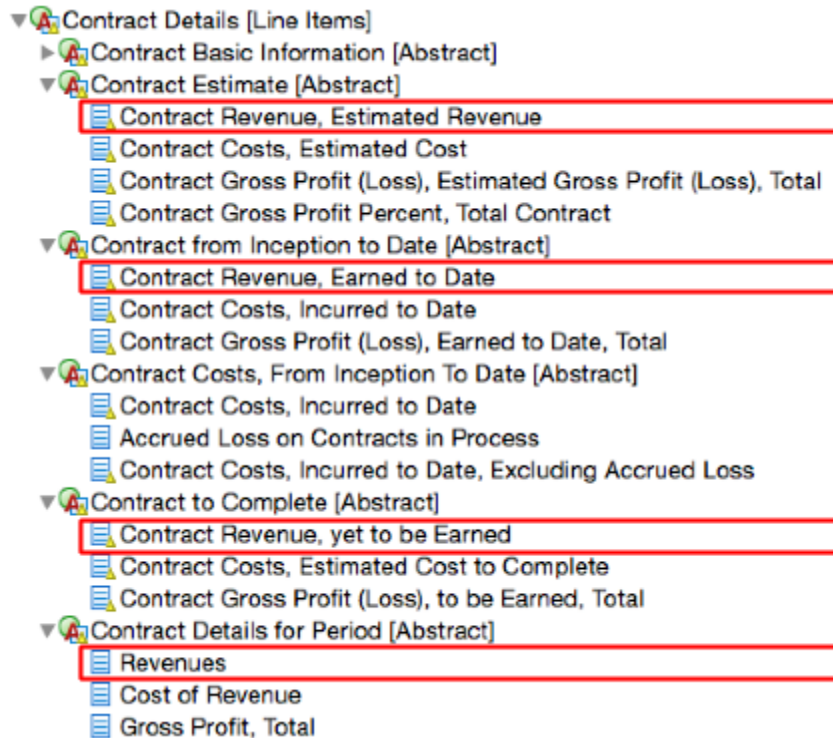 Contract Details [Line Items]
Contract Basic Information [Abstract]
Contract Estimate [Abstract]
Contract Revenue, Estimated Revenue
Contract Costs, Estimated Cost
Contract Gross Profit (Loss), Estimated Gross Profit (Loss), Total
Contract Gross Profit Percent, Total Contract
Contract from Inception to Date [Abstract]
Contract Revenue, Earned to Date
Contract Costs, Incurred to Date
Contract Gross Profit (Loss), Earned to Date, Total
Contract Costs, From Inception To Date [Abstract]
Contract Costs, Incurred to Date
Accrued Loss on Contracts in Process
Contract Costs, Incurred to Date, Excluding Accrued Loss
Contract to Complete [Abstract]
Contract Revenue, yet to be Earned
Contract Costs, Estimated Cost to Complete
Contract Gross Profit (Loss), to be Earned, Total
Contract Details for Period [Abstract]
Revenues
Cost of Revenue
Gross Profit, Total